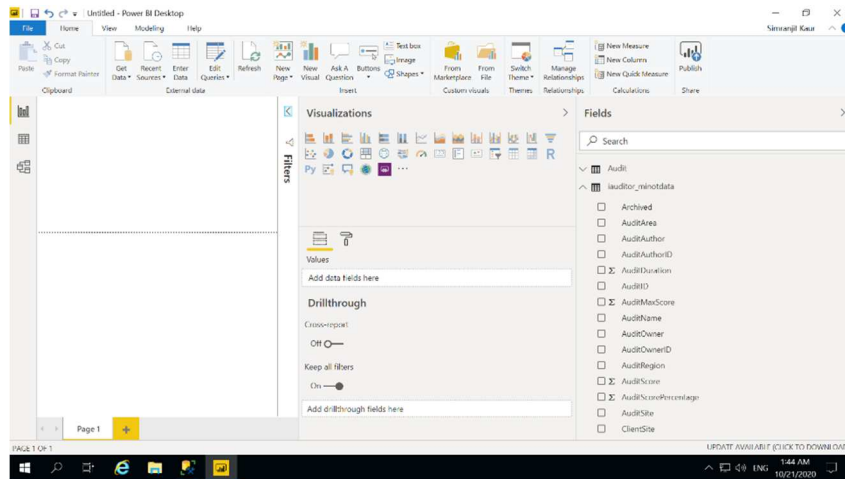 Untitled - Power BI Desktop
Simranjit Kaur
File Home View Modeling Help
Paste
Cut
Copy
Format Painter
Get Data
Recent Sources
Enter Data
Edit Queries
Refresh
New Page
New Visual
Ask A Question
Buttons
Text box
Image
Shapes
From Marketplace
From File
Switch Theme
Manage Relationships
New Measure
New Column
New Quick Measure
Publish
Clipboard External data Insert Custom visuals Themes Relationships Calculations Share
Filters
Visualizations
R
Py
Values
Add data fields here
Drillthrough
Cross-report
Off
Keep all filters
On
Add drillthrough fields here
Fields
Search
Audit
iauditor_minotdata
Archived
AuditArea
AuditAuthor
AuditAuthorID
Σ AuditDuration
AuditID
Σ AuditMaxScore
AuditName
AuditOwner
AuditOwnerID
AuditRegion
Σ AuditScore
Σ AuditScorePercentage
AuditSite
ClientSite
Page 1
PAGE 1 OF 1
UPDATE AVAILABLE (CLICK TO DOWNLOAD
ENG
1:44 AM
10/21/2020